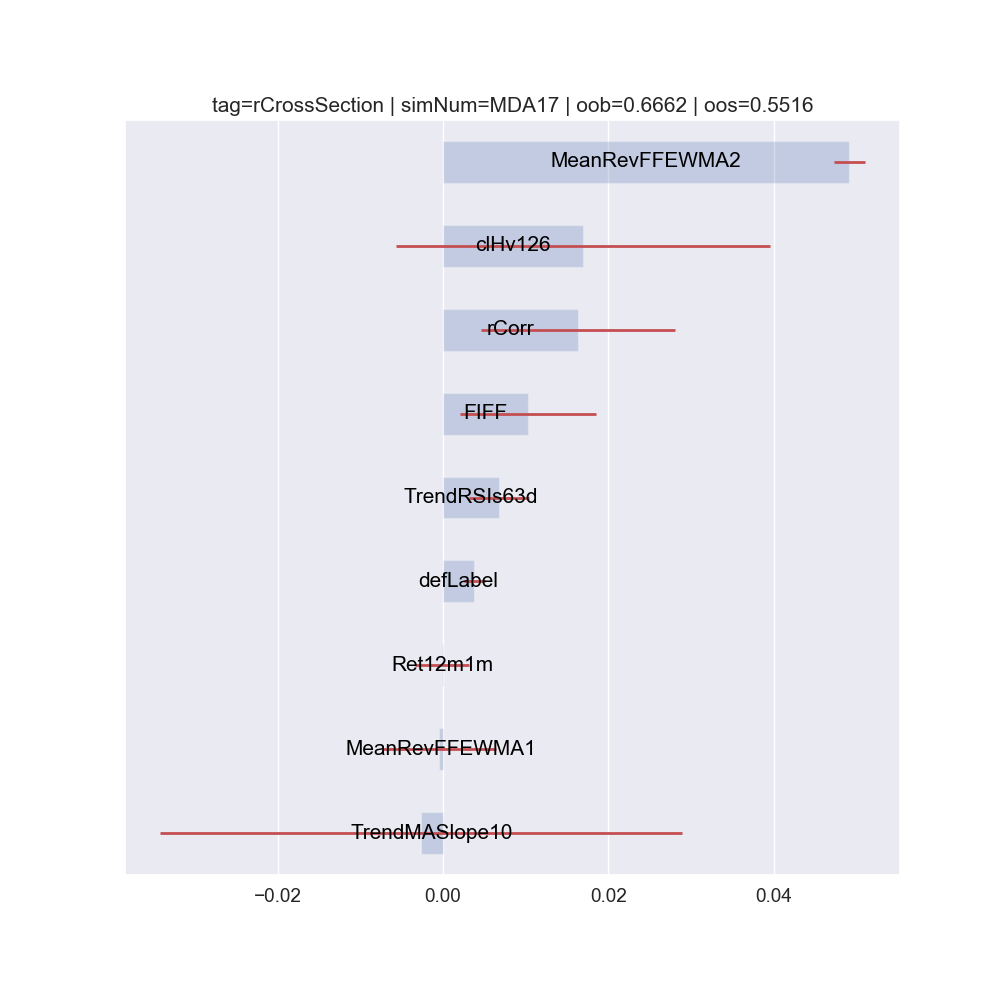 tag=rCrossSection | simNum=MDA17 | oob=0.6662 | oos=0.5516
MeanRevFFEWMA2
clHv126
rCorr
FIFF
TrendRSIs63d
defLabel
Ret12m1m
MeanRevFFEWMA1
TrendMASlope10
−0.02 0.00 0.02 0.04